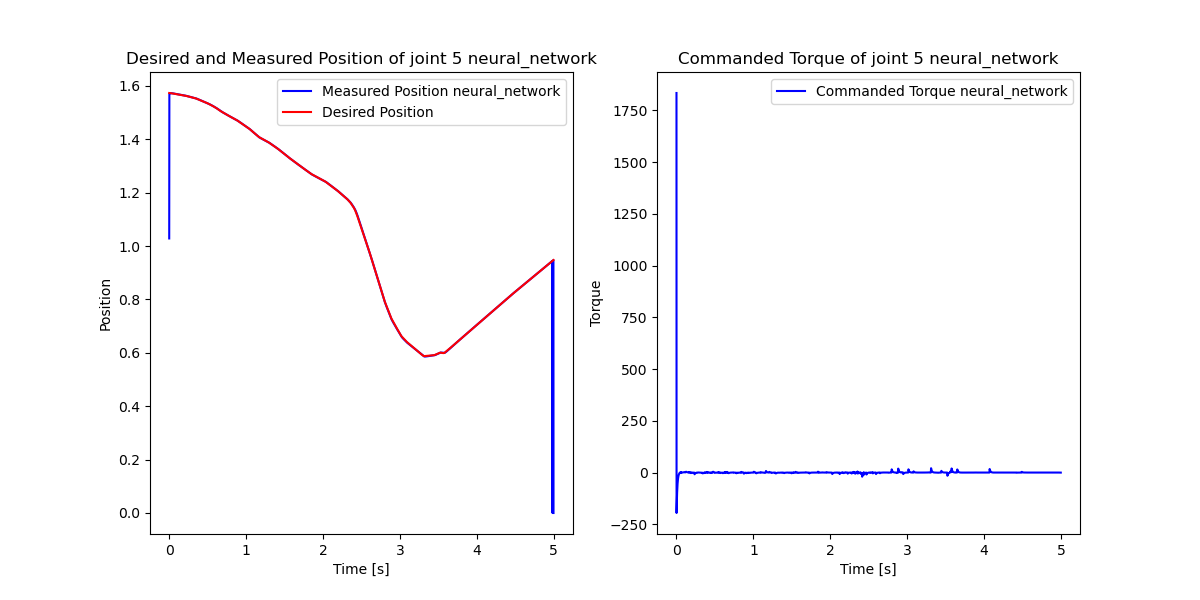 Desired and Measured Position of joint 5 neural_network
Measured Position neural_network
Desired Position
1.6
1.4
1.2
1.0
0.8
0.6
0.4
0.2
0.0
Position
0 1 2 3 4 5
Time [s]
Commanded Torque of joint 5 neural_network
Commanded Torque neural_network
1750
1500
1250
1000
750
500
250
0
−250
Torque
0 1 2 3 4 5
Time [s]